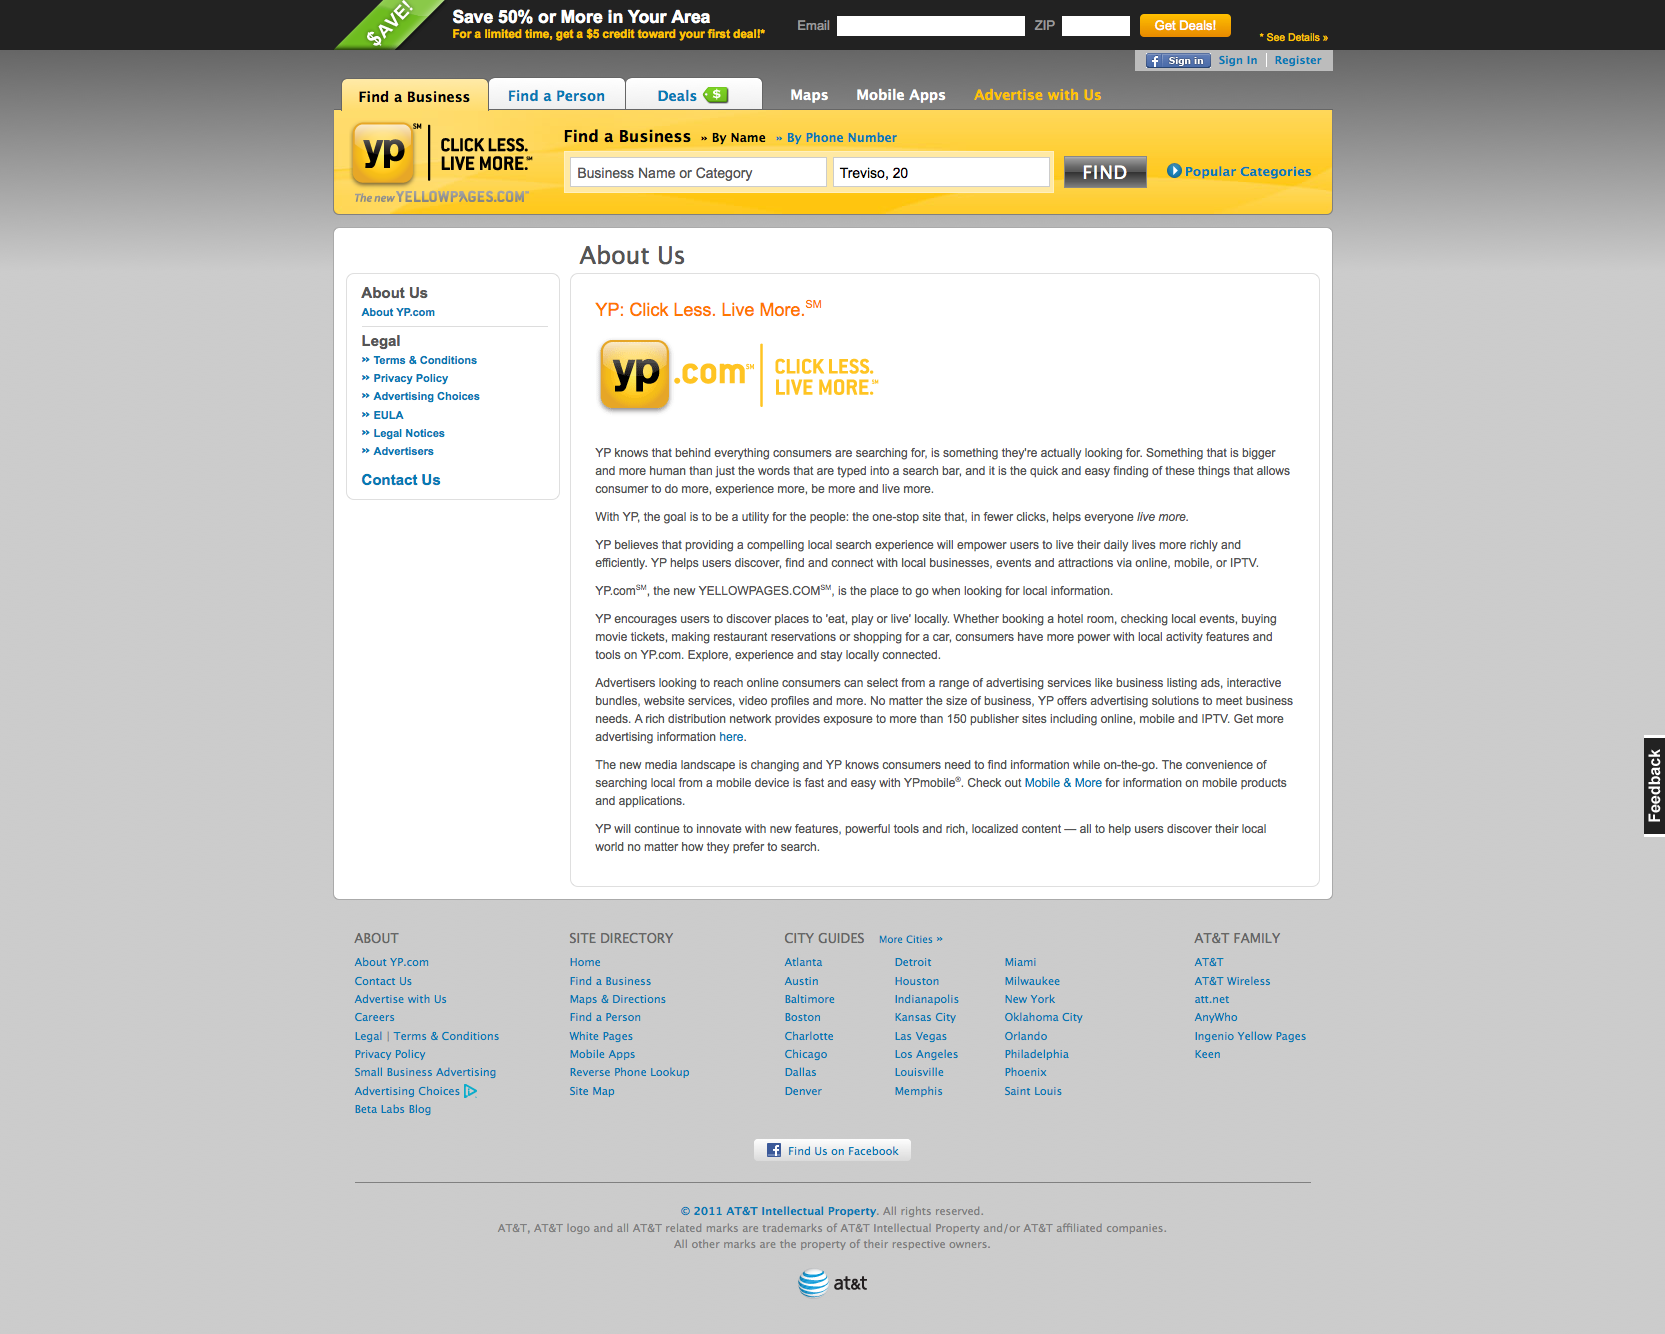 $AVE!
Save 50% or More in Your Area
For a limited time, get a $5 credit toward your first deal!*
Email
ZIP
Get Deals!
* See Details »
f Sign in
Sign In
Register
Find a Business
Find a Person
Deals $
Maps
Mobile Apps
Advertise with Us
yp SM
CLICK LESS.
LIVE MORE.SM
The new YELLOWPAGES.COM
Find a Business » By Name » By Phone Number
Business Name or Category
Treviso, 20
FIND
Popular Categories
About Us
About Us
About YP.com
Legal
» Terms & Conditions
» Privacy Policy
» Advertising Choices
» EULA
» Legal Notices
» Advertisers
Contact Us
YP: Click Less. Live More.SM
yp.comSM
CLICK LESS.
LIVE MORE.SM
YP knows that behind everything consumers are searching for, is something they're actually looking for. Something that is bigger
and more human than just the words that are typed into a search bar, and it is the quick and easy finding of these things that allows
consumer to do more, experience more, be more and live more.
With YP, the goal is to be a utility for the people: the one-stop site that, in fewer clicks, helps everyone live more.
YP believes that providing a compelling local search experience will empower users to live their daily lives more richly and
efficiently. YP helps users discover, find and connect with local businesses, events and attractions via online, mobile, or IPTV.
YP.comSM, the new YELLOWPAGES.COMSM, is the place to go when looking for local information.
YP encourages users to discover places to 'eat, play or live' locally. Whether booking a hotel room, checking local events, buying
movie tickets, making restaurant reservations or shopping for a car, consumers have more power with local activity features and
tools on YP.com. Explore, experience and stay locally connected.
Advertisers looking to reach online consumers can select from a range of advertising services like business listing ads, interactive
bundles, website services, video profiles and more. No matter the size of business, YP offers advertising solutions to meet business
needs. A rich distribution network provides exposure to more than 150 publisher sites including online, mobile and IPTV. Get more
advertising information here.
The new media landscape is changing and YP knows consumers need to find information while on-the-go. The convenience of
searching local from a mobile device is fast and easy with YPmobile®. Check out Mobile & More for information on mobile products
and applications.
YP will continue to innovate with new features, powerful tools and rich, localized content — all to help users discover their local
world no matter how they prefer to search.
Feedback
ABOUT
About YP.com
Contact Us
Advertise with Us
Careers
Legal | Terms & Conditions
Privacy Policy
Small Business Advertising
Advertising Choices
Beta Labs Blog
SITE DIRECTORY
Home
Find a Business
Maps & Directions
Find a Person
White Pages
Mobile Apps
Reverse Phone Lookup
Site Map
CITY GUIDES More Cities »
Atlanta
Austin
Baltimore
Boston
Charlotte
Chicago
Dallas
Denver
Detroit
Houston
Indianapolis
Kansas City
Las Vegas
Los Angeles
Louisville
Memphis
Miami
Milwaukee
New York
Oklahoma City
Orlando
Philadelphia
Phoenix
Saint Louis
AT&T FAMILY
AT&T
AT&T Wireless
att.net
AnyWho
Ingenio Yellow Pages
Keen
f Find Us on Facebook
© 2011 AT&T Intellectual Property. All rights reserved.
AT&T, AT&T logo and all AT&T related marks are trademarks of AT&T Intellectual Property and/or AT&T affiliated companies.
All other marks are the property of their respective owners.
at&t